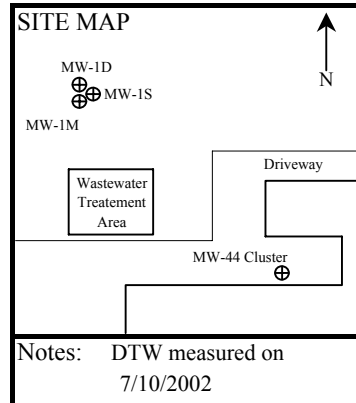 SITE MAP
N
MW-1D
MW-1S
MW-1M
Driveway
Wastewater
Treatement
Area
MW-44 Cluster
Notes: DTW measured on
7/10/2002